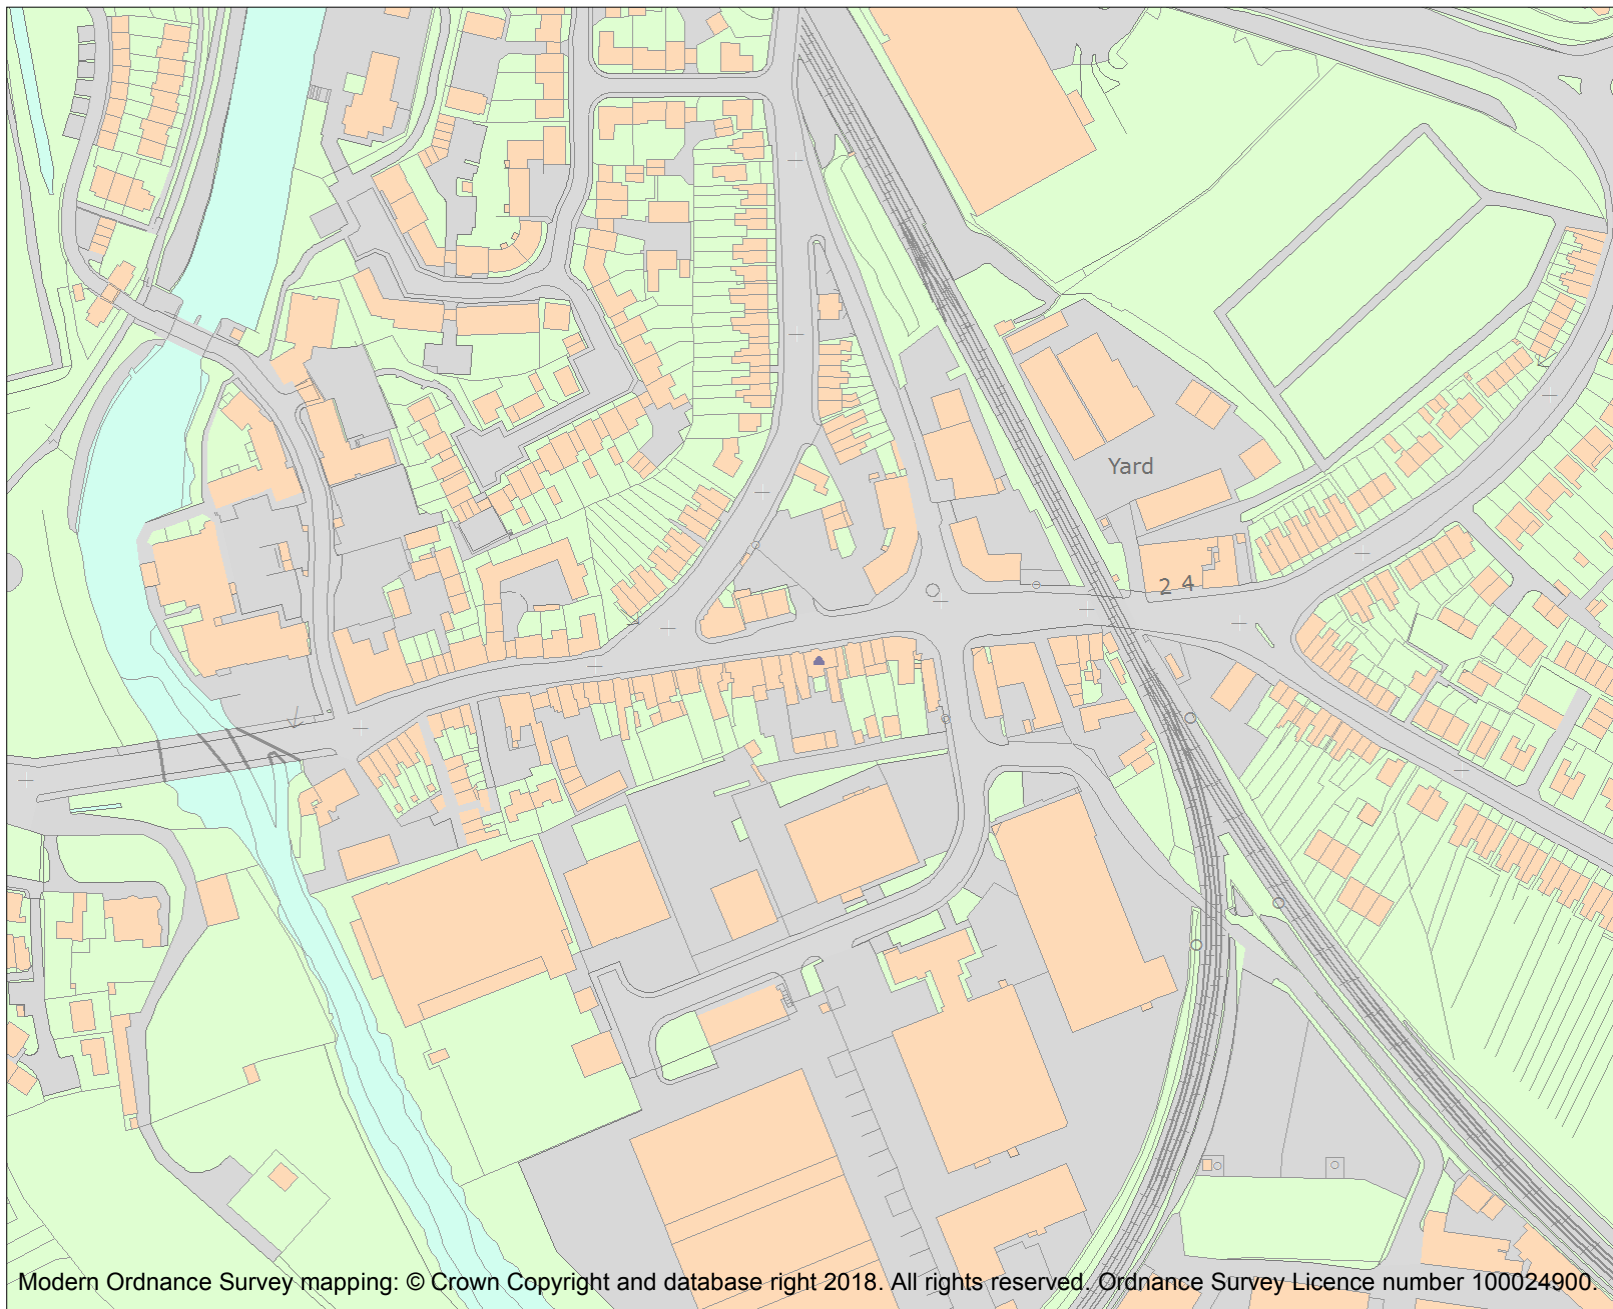 Yard
2 4
Modern Ordnance Survey mapping: © Crown Copyright and database right 2018. All rights reserved. Ordnance Survey Licence number 100024900.